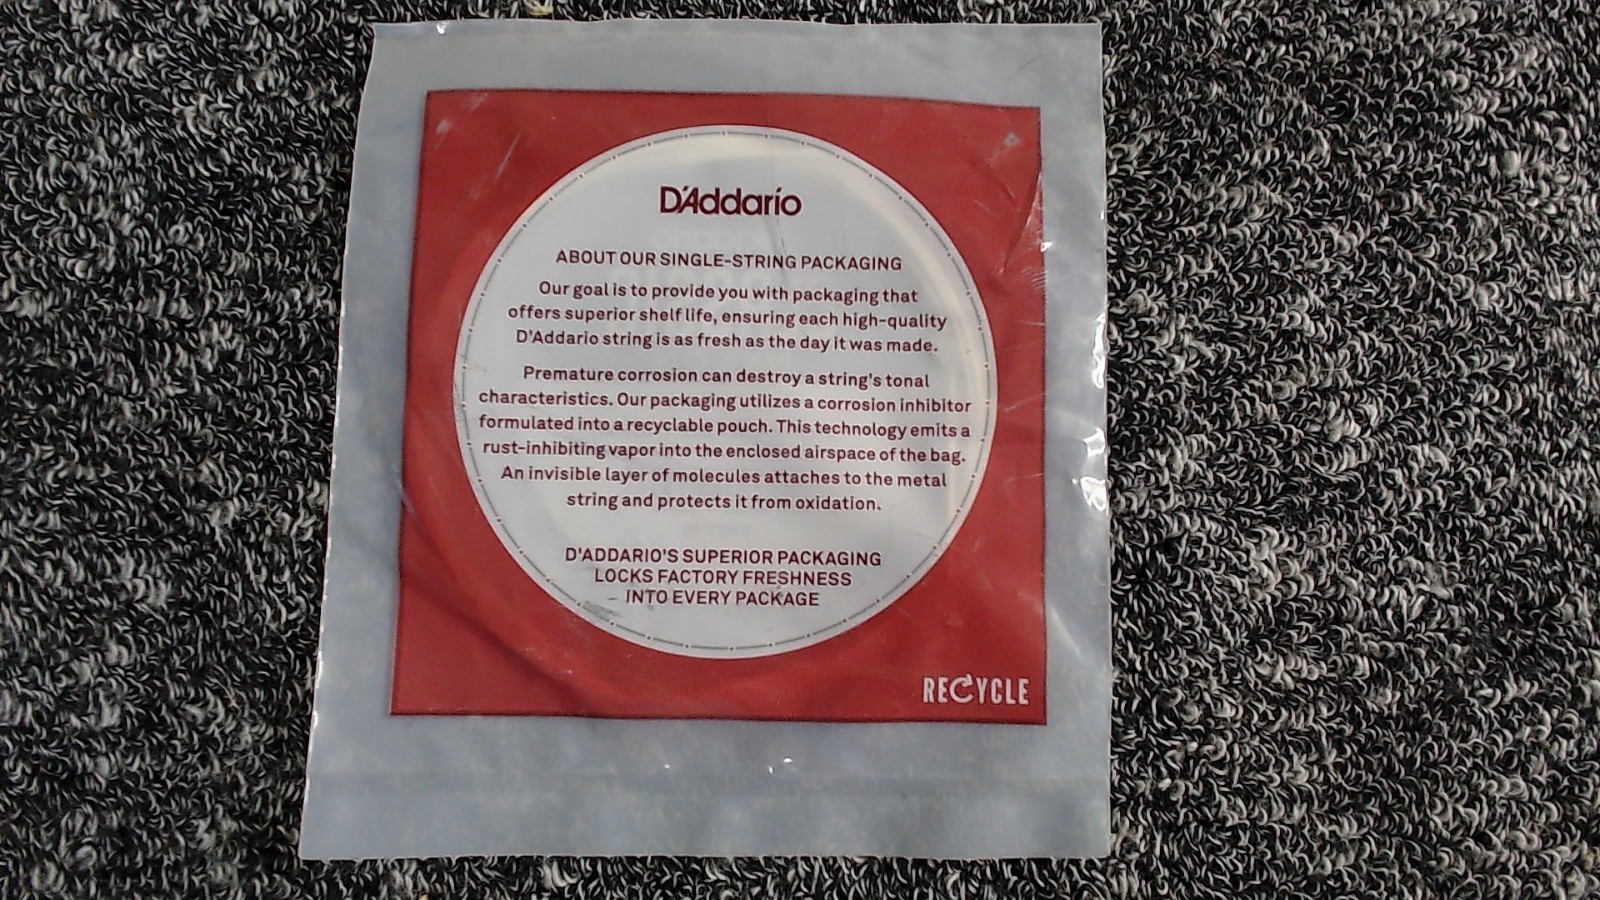 D'Addario
ABOUT OUR SINGLE-STRING PACKAGING
Our goal is to provide you with packaging that
offers superior shelf life, ensuring each high-quality
D'Addario string is as fresh as the day it was made.
Premature corrosion can destroy a string's tonal
characteristics. Our packaging utilizes a corrosion inhibitor
formulated into a recyclable pouch. This technology emits a
rust-inhibiting vapor into the enclosed airspace of the bag.
An invisible layer of molecules attaches to the metal
string and protects it from oxidation.
D'ADDARIO'S SUPERIOR PACKAGING
LOCKS FACTORY FRESHNESS
INTO EVERY PACKAGE
RECYCLE